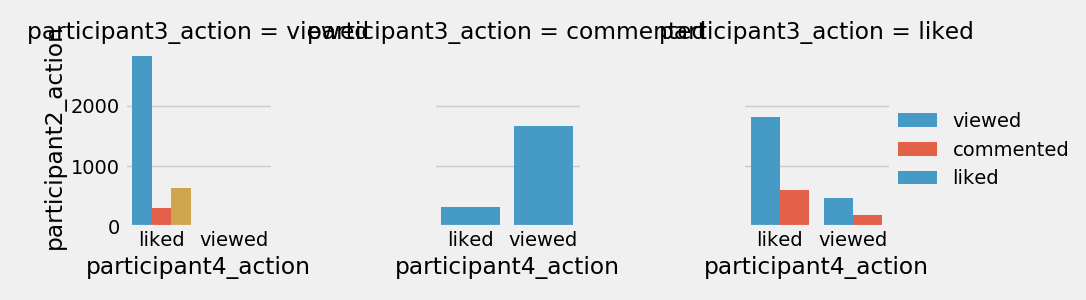 participant3_action = viewed
participant3_action = commented
participant3_action = liked
participant2_action
2000
1000
0
liked
viewed
participant4_action
liked
viewed
participant4_action
liked
viewed
participant4_action
viewed
commented
liked